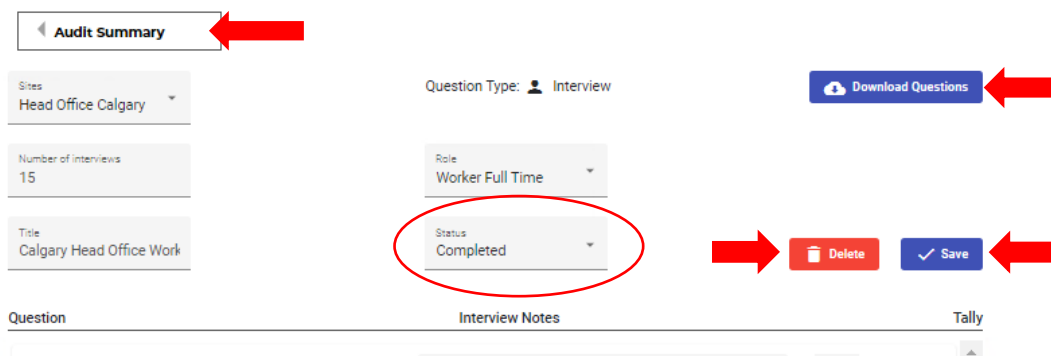 Audit Summary
Sites
Head Office Calgary
Question Type: Interview
Download Questions
Number of interviews
15
Role
Worker Full Time
Title
Calgary Head Office Work
Status
Completed
Delete
Save
Question Interview Notes Tally